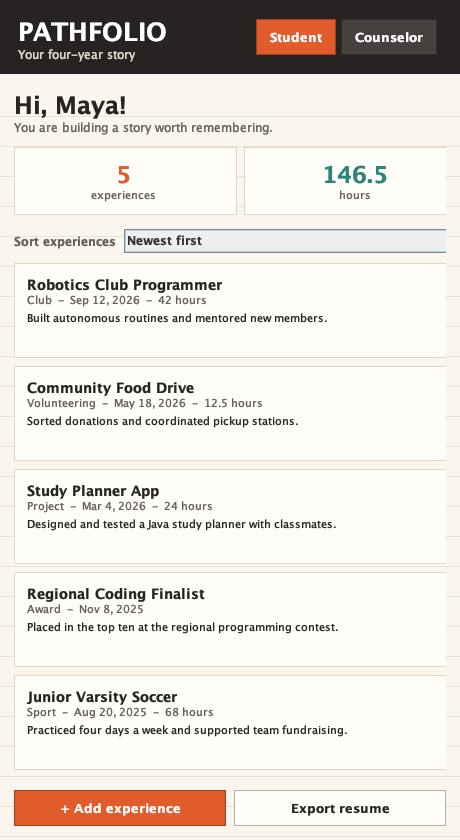 PATHFOLIO
Your four-year story
Student
Counselor
Hi, Maya!
You are building a story worth remembering.
5
experiences
146.5
hours
Sort experiences
Newest first
Robotics Club Programmer
Club – Sep 12, 2026 – 42 hours
Built autonomous routines and mentored new members.
Community Food Drive
Volunteering – May 18, 2026 – 12.5 hours
Sorted donations and coordinated pickup stations.
Study Planner App
Project – Mar 4, 2026 – 24 hours
Designed and tested a Java study planner with classmates.
Regional Coding Finalist
Award – Nov 8, 2025
Placed in the top ten at the regional programming contest.
Junior Varsity Soccer
Sport – Aug 20, 2025 – 68 hours
Practiced four days a week and supported team fundraising.
+ Add experience
Export resume